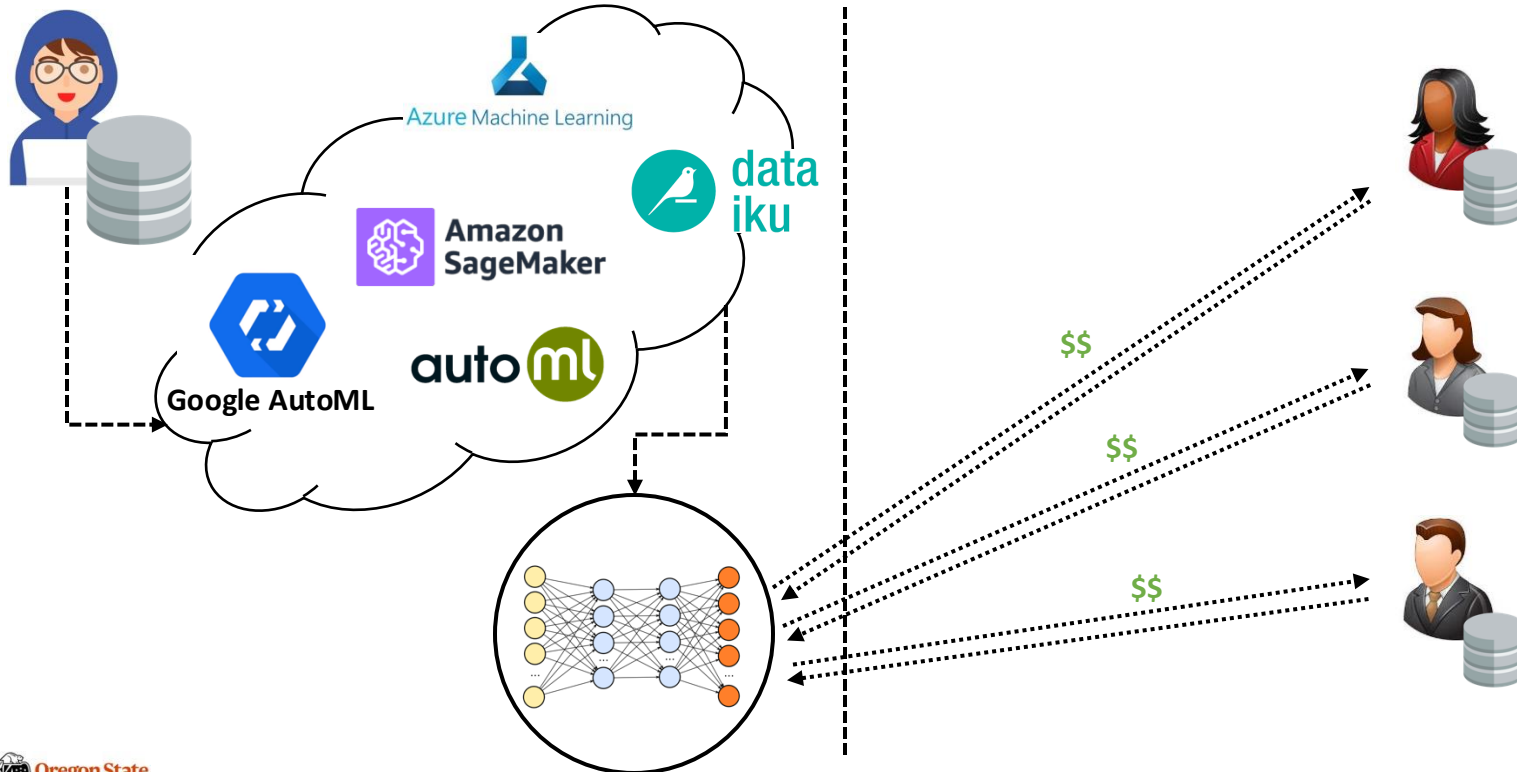 Azure Machine Learning
data
iku
Amazon
SageMaker
auto ml
Google AutoML
$$
$$
$$
...
...
...
...
Oregon State